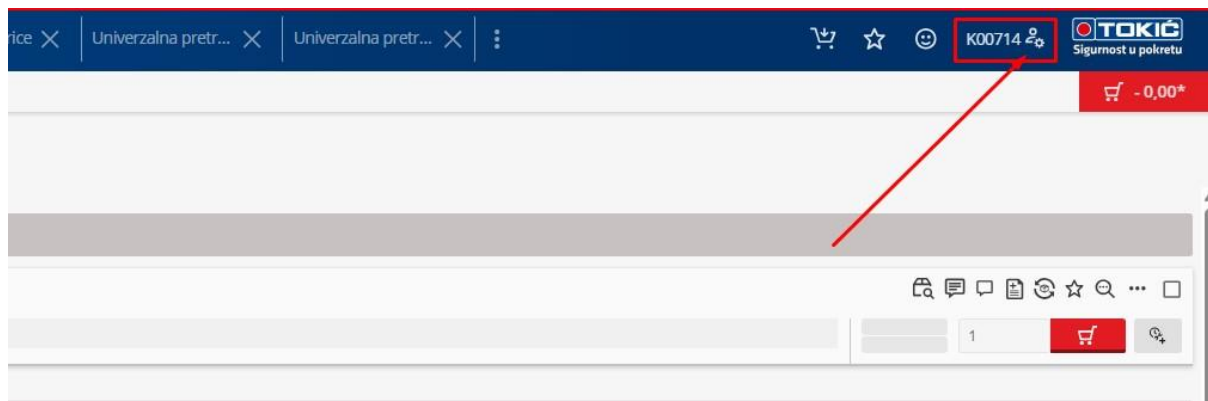 rice
Univerzalna pretr...
Univerzalna pretr...
K00714
TOKIĆ
Sigurnost u pokretu
- 0,00*
1